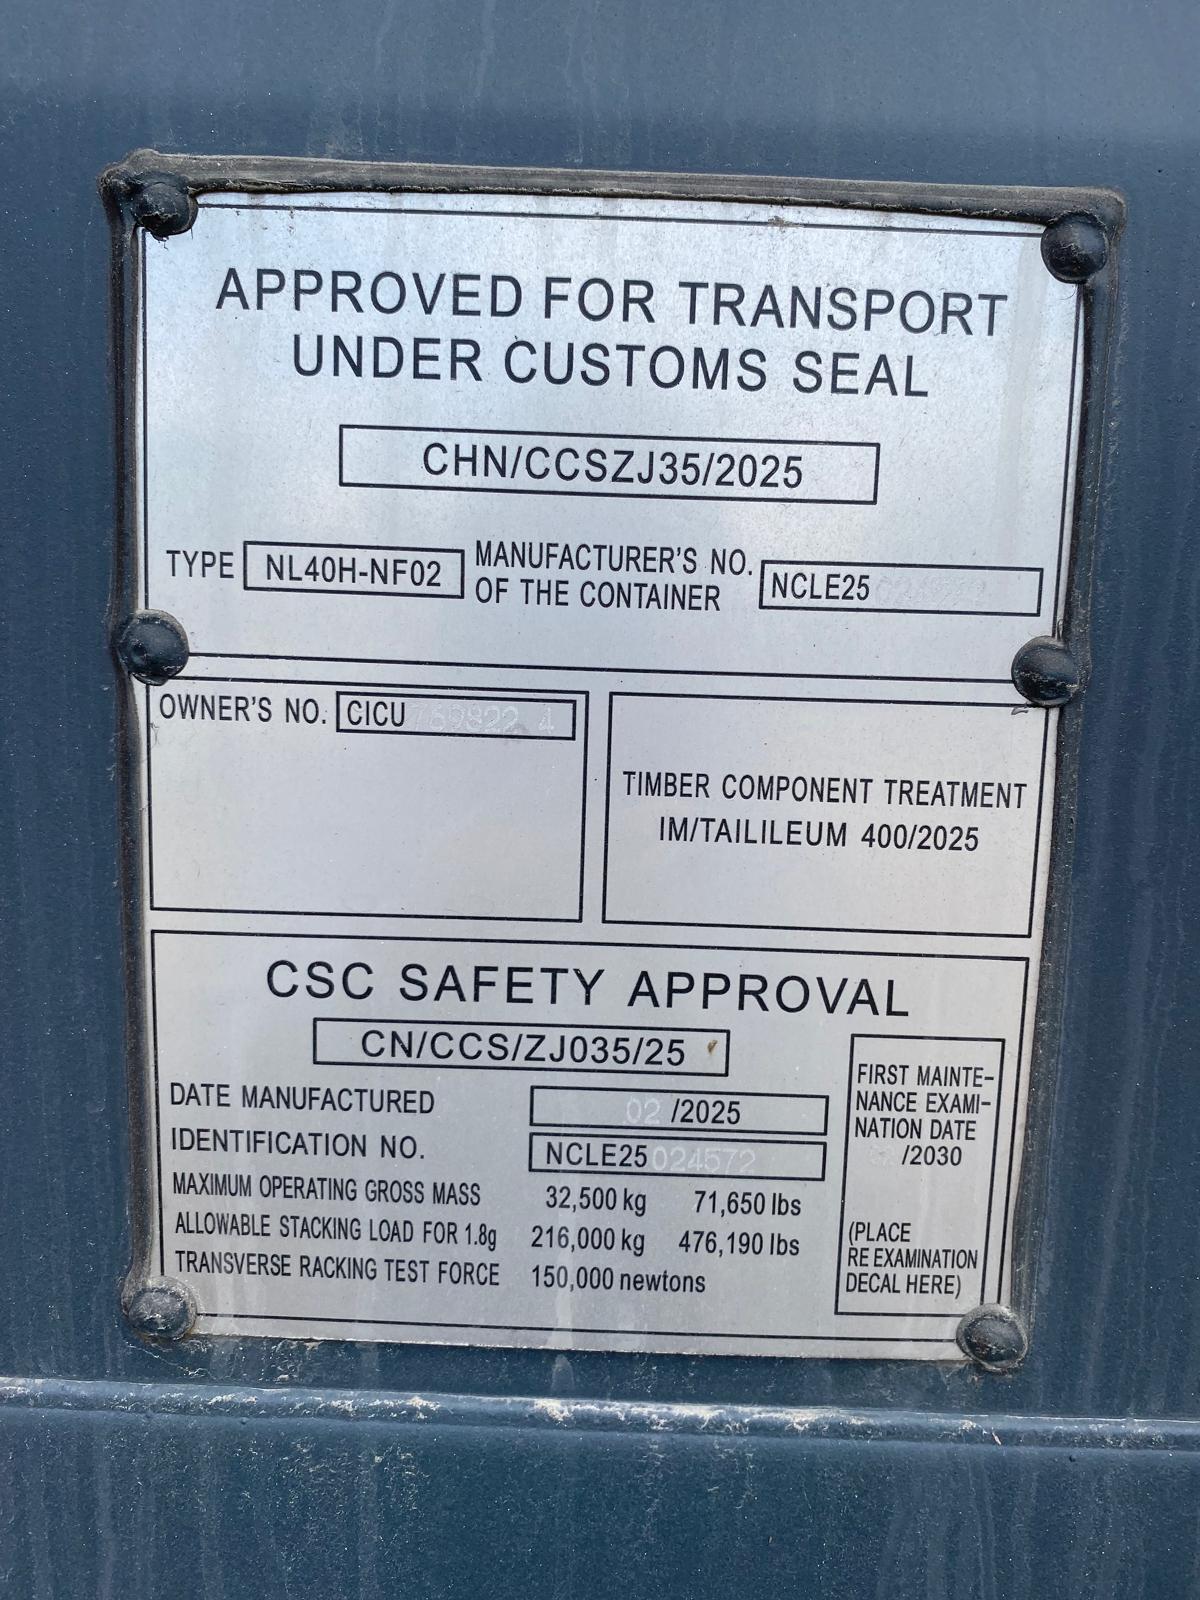 APPROVED FOR TRANSPORT
UNDER CUSTOMS SEAL
CHN/CCSZJ35/2025
TYPE NL40H-NF02 MANUFACTURER'S NO.
OF THE CONTAINER NCLE25
OWNER'S NO. CICU
TIMBER COMPONENT TREATMENT
IM/TAILILEUM 400/2025
CSC SAFETY APPROVAL
CN/CCS/ZJ035/25
DATE MANUFACTURED 02 /2025
IDENTIFICATION NO. NCLE25 024572
MAXIMUM OPERATING GROSS MASS 32,500 kg 71,650 lbs
ALLOWABLE STACKING LOAD FOR 1.8g 216,000 kg 476,190 lbs
TRANSVERSE RACKING TEST FORCE 150,000 newtons
FIRST MAINTE-
NANCE EXAMI-
NATION DATE
/2030
(PLACE
RE EXAMINATION
DECAL HERE)